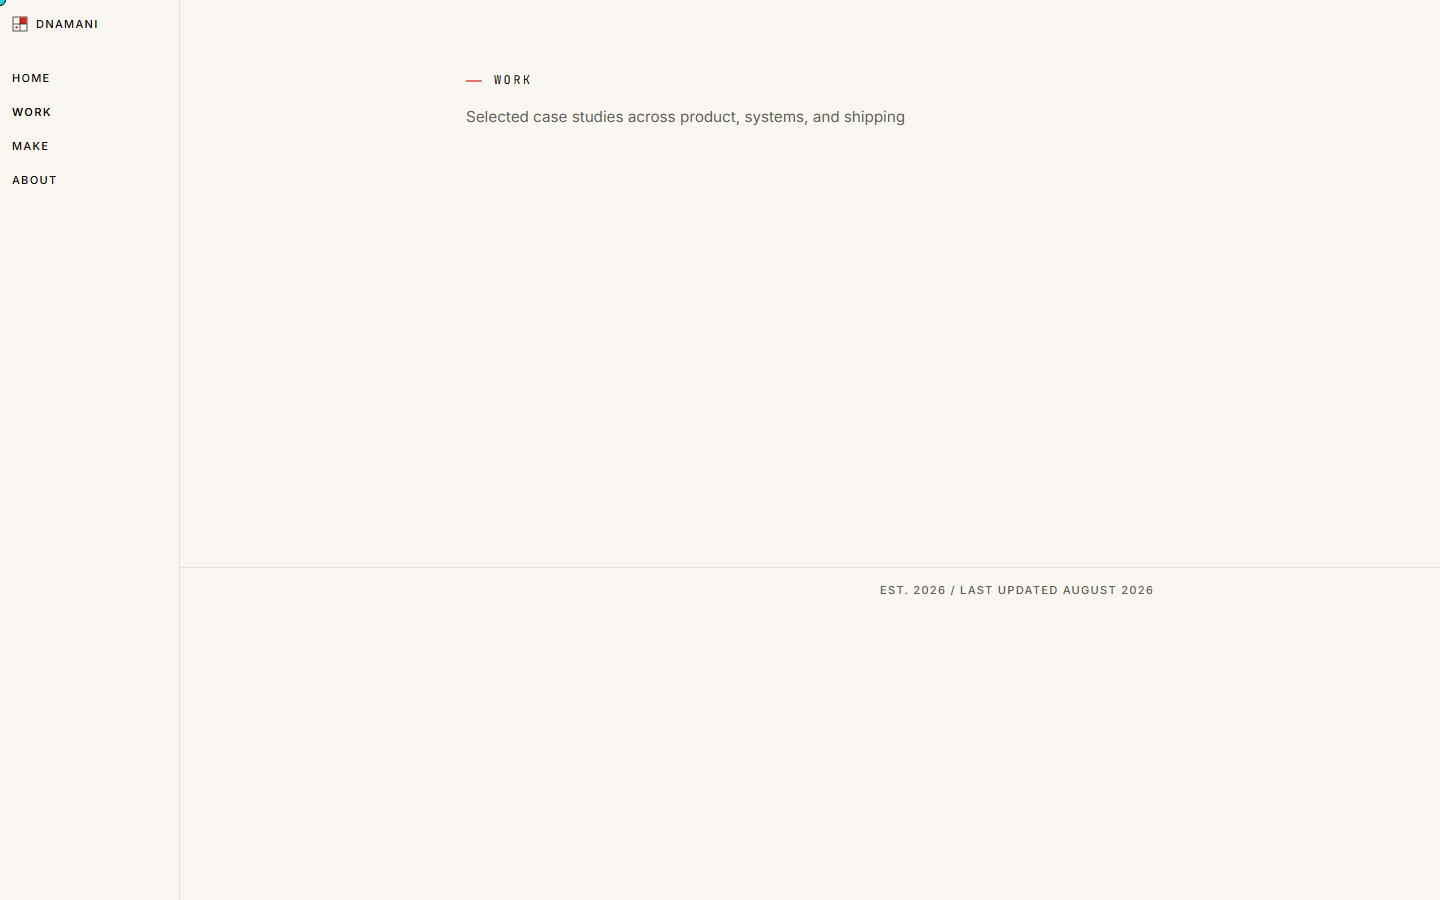 DNAMANI
HOME
WORK
MAKE
ABOUT
WORK
Selected case studies across product, systems, and shipping
EST. 2026 / LAST UPDATED AUGUST 2026